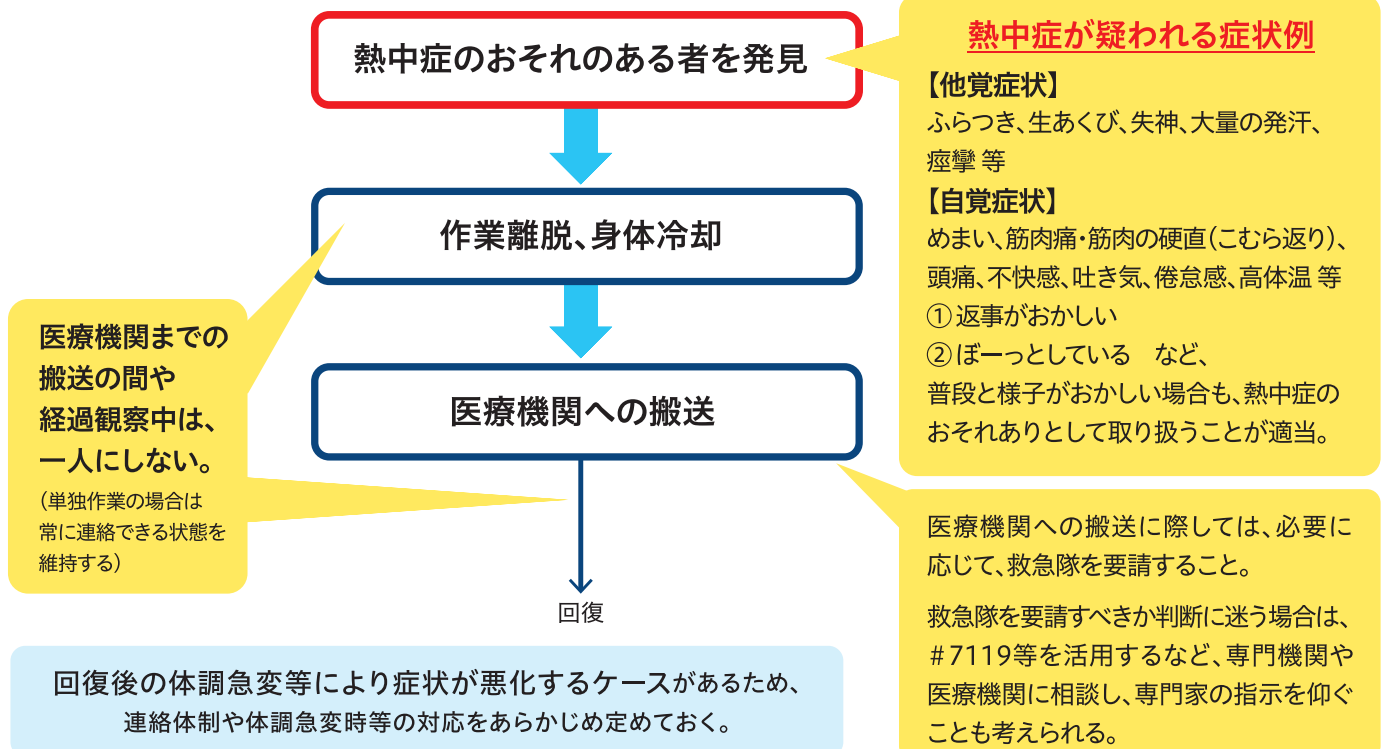 熱中症のおそれのある者を発見
作業離脱、身体冷却
医療機関への搬送
回復
医療機関までの
搬送の間や
経過観察中は、
一人にしない。
(単独作業の場合は
常に連絡できる状態を
維持する)
熱中症が疑われる症状例
【他覚症状】
ふらつき、生あくび、失神、大量の発汗、
痙攣 等
【自覚症状】
めまい、筋肉痛・筋肉の硬直(こむら返り)、
頭痛、不快感、吐き気、倦怠感、高体温 等
①返事がおかしい
②ぼーっとしている　など、
普段と様子がおかしい場合も、熱中症の
おそれありとして取り扱うことが適当。
医療機関への搬送に際しては、必要に
応じて、救急隊を要請すること。
救急隊を要請すべきか判断に迷う場合は、
#7119等を活用するなど、専門機関や
医療機関に相談し、専門家の指示を仰ぐ
ことも考えられる。
回復後の体調急変等により症状が悪化するケースがあるため、
連絡体制や体調急変時等の対応をあらかじめ定めておく。